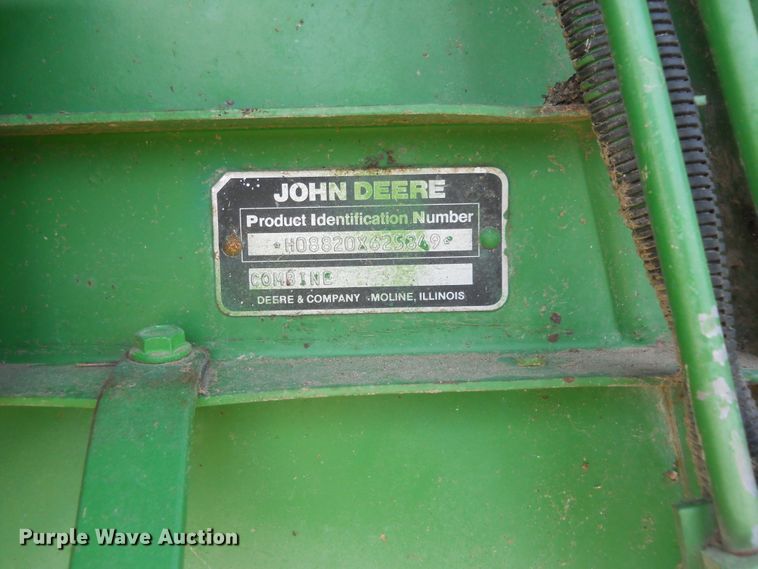 JOHN DEERE
Product Identification Number
*H08820X625849*
COMBINE
DEERE & COMPANY -MOLINE, ILLINOIS
Purple Wave Auction